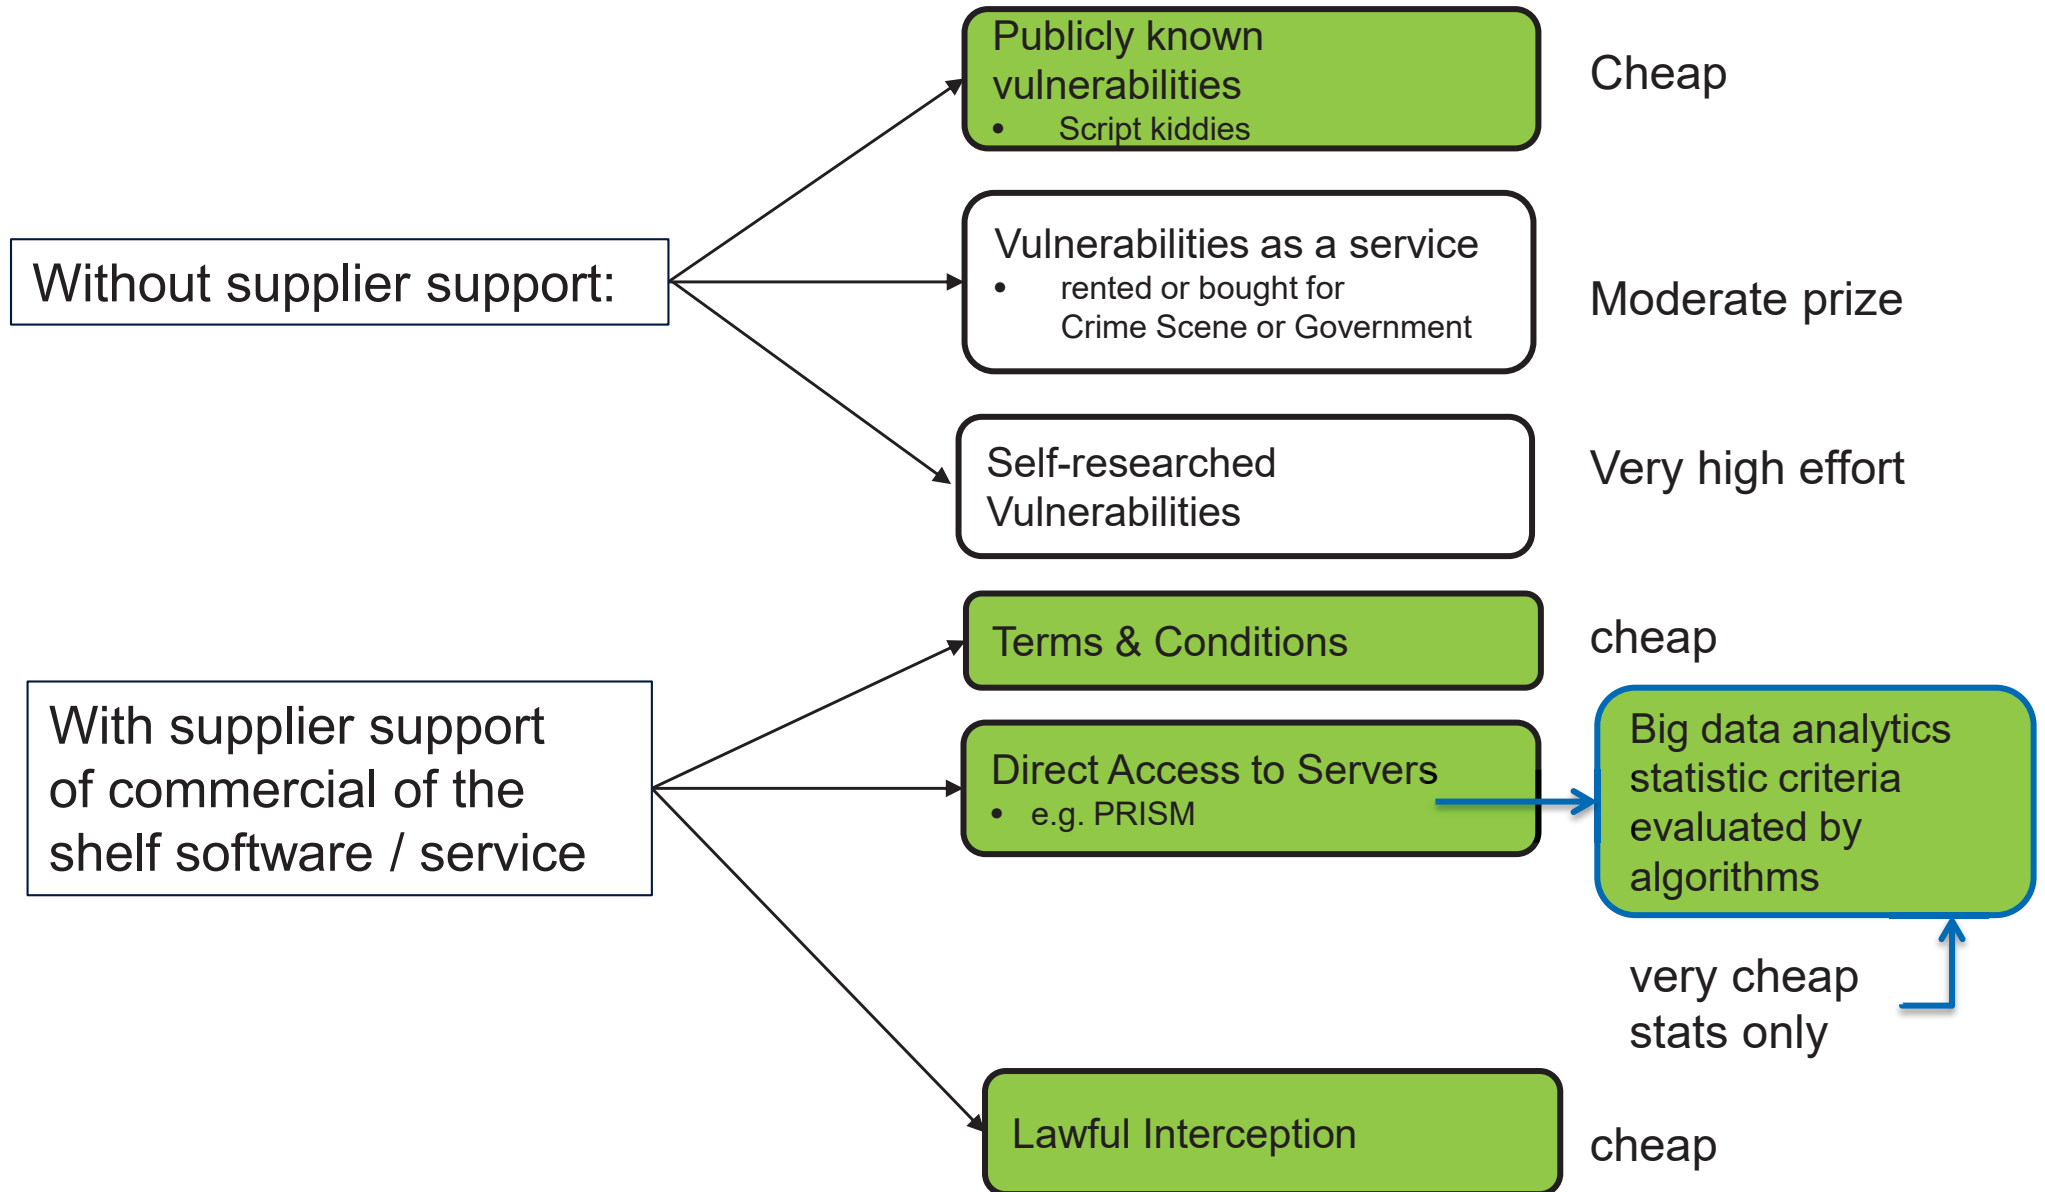 Publicly known
vulnerabilities
• Script kiddies
Cheap
Without supplier support:
Vulnerabilities as a service
• rented or bought for
Crime Scene or Government
Moderate prize
Self-researched
Vulnerabilities
Very high effort
With supplier support
of commercial of the
shelf software / service
Terms & Conditions
cheap
Direct Access to Servers
• e.g. PRISM
Big data analytics
statistic criteria
evaluated by
algorithms
very cheap
stats only
Lawful Interception
cheap